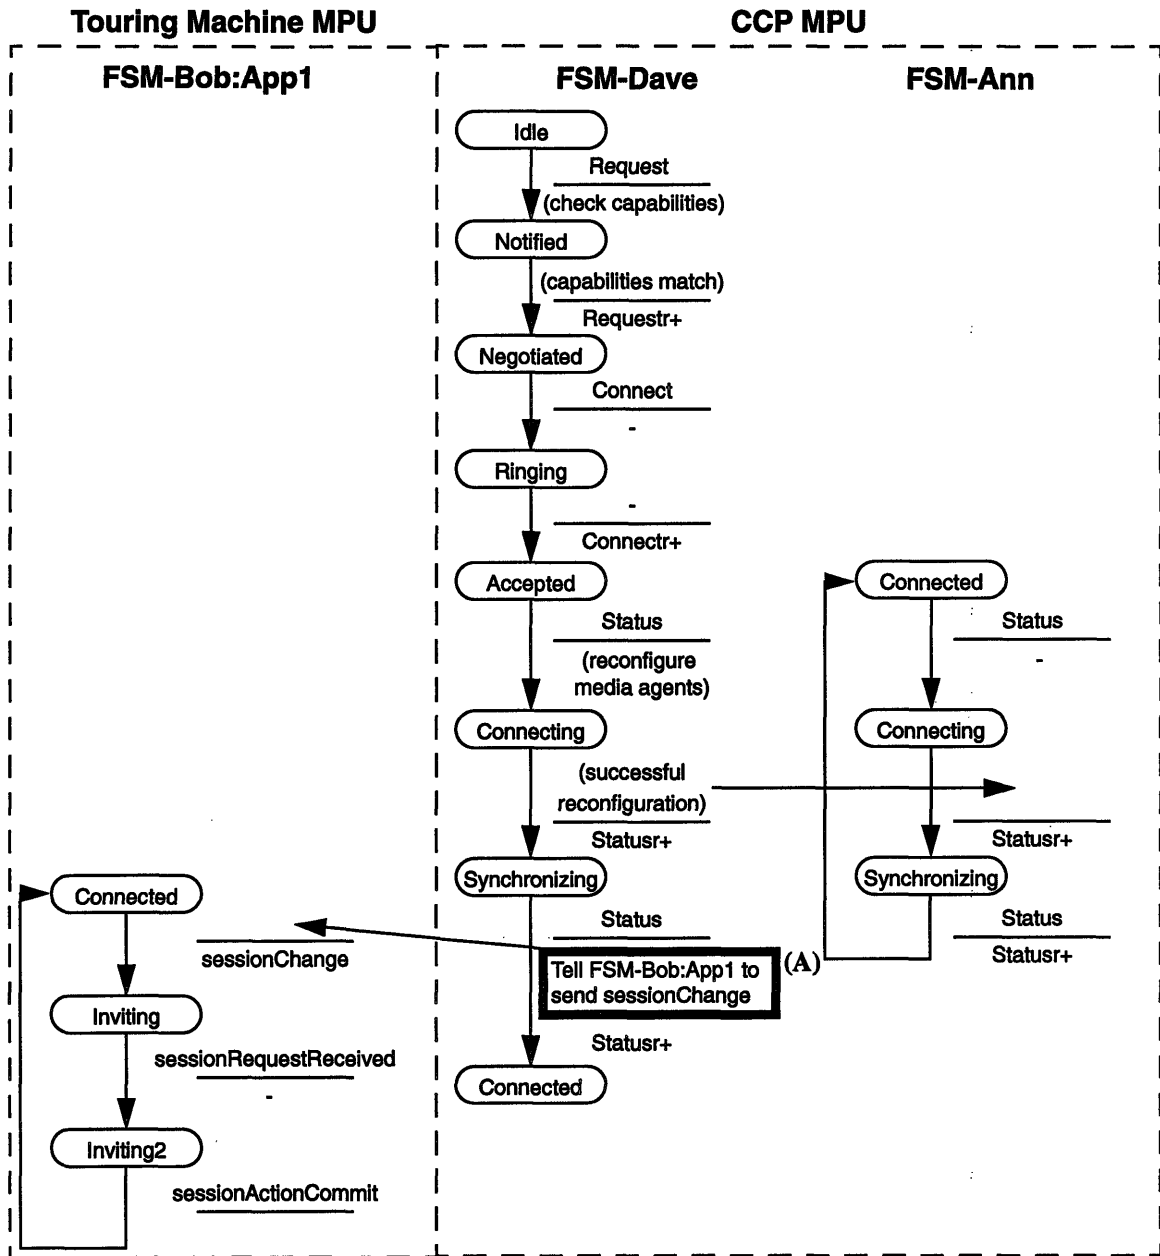 Touring Machine MPU
CCP MPU
FSM-Bob:App1
FSM-Dave
FSM-Ann
Idle
Request
(check capabilities)
Notified
(capabilities match)
Requestr+
Negotiated
Connect
-
Ringing
-
Connectr+
Accepted
Status
(reconfigure
media agents)
Connecting
(successful
reconfiguration)
Statusr+
Synchronizing
Status
Tell FSM-Bob:App1 to
send sessionChange
(A)
Statusr+
Connected
Connected
Status
-
Connecting
Statusr+
Synchronizing
Status
Statusr+
Connected
sessionChange
Inviting
sessionRequestReceived
-
Inviting2
sessionActionCommit